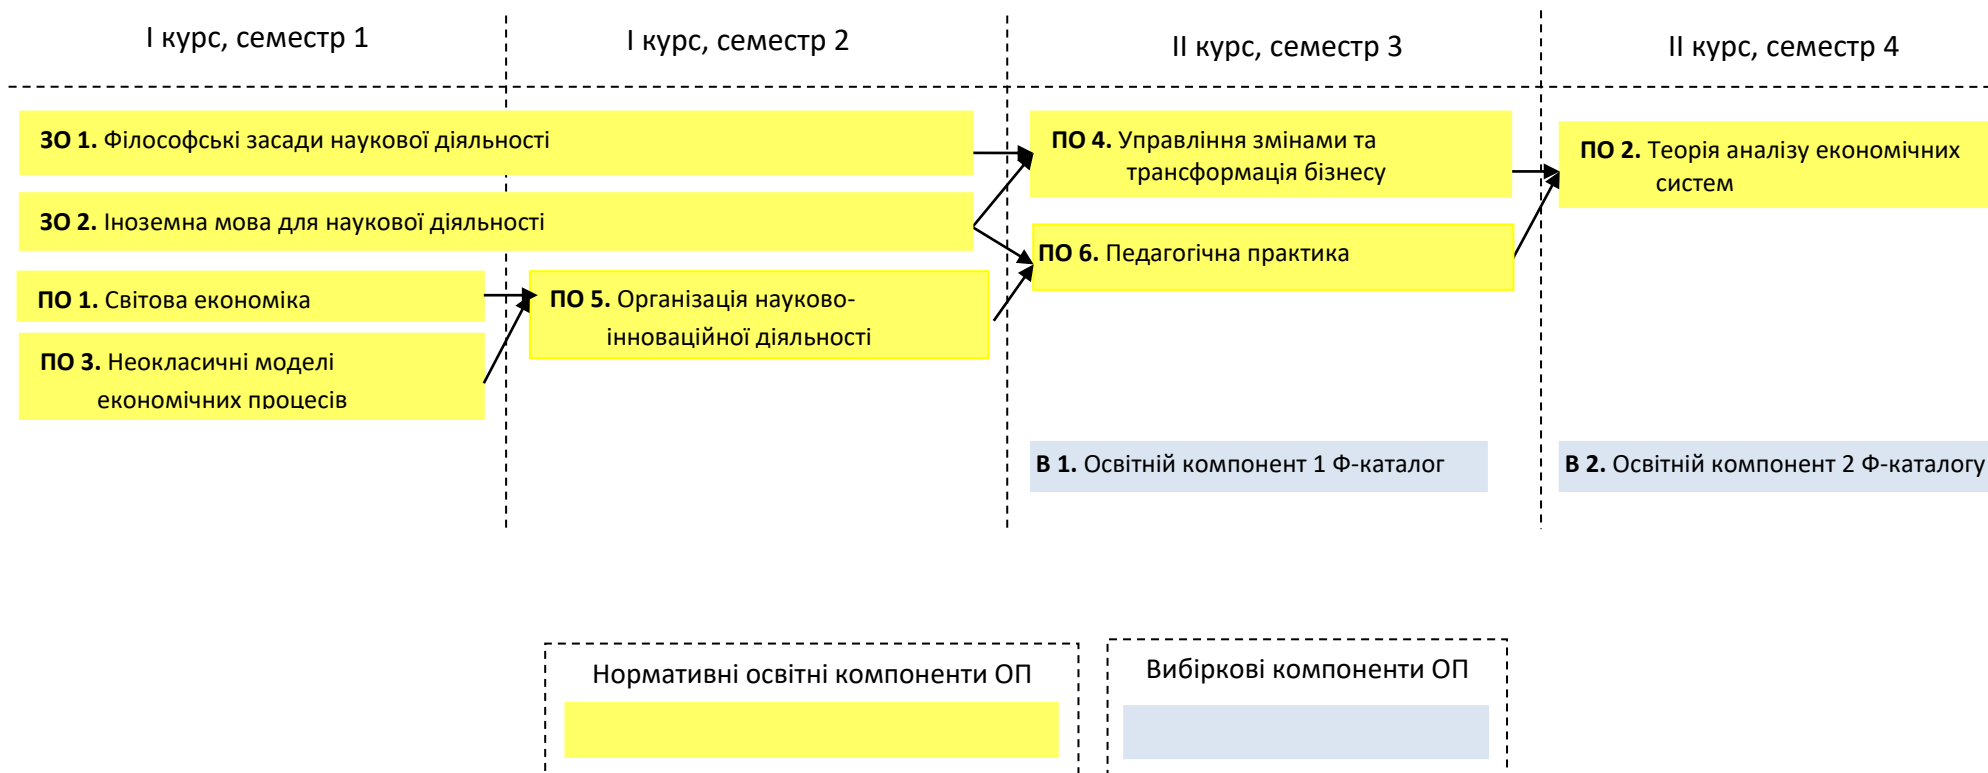 І курс, семестр 1
І курс, семестр 2
ІІ курс, семестр 3
ІІ курс, семестр 4
ЗО 1. Філософські засади наукової діяльності
ПО 4. Управління змінами та
трансформація бізнесу
ПО 2. Теорія аналізу економічних
систем
ЗО 2. Іноземна мова для наукової діяльності
ПО 6. Педагогічна практика
ПО 1. Світова економіка
ПО 5. Організація науково-
інноваційної діяльності
ПО 3. Неокласичні моделі
економічних процесів
В 1. Освітній компонент 1 Ф-каталог
В 2. Освітній компонент 2 Ф-каталогу
Нормативні освітні компоненти ОП
Вибіркові компоненти ОП